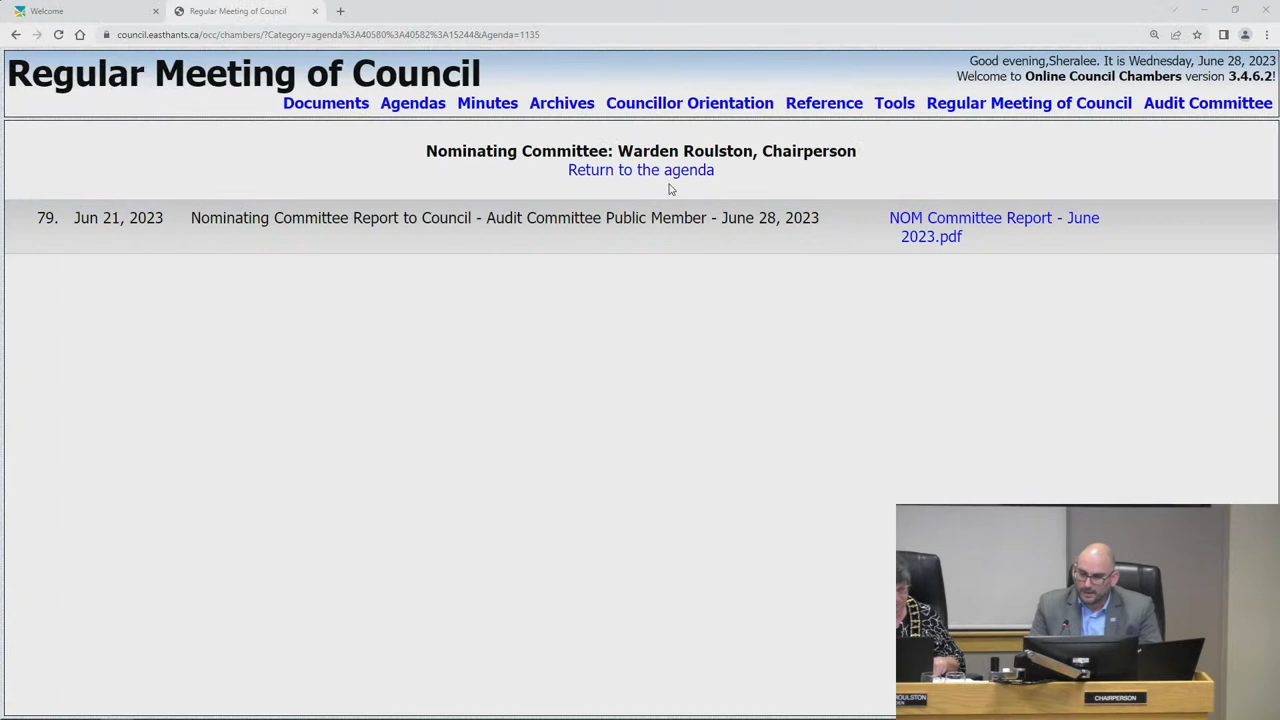 Welcome
Regular Meeting of Council
council.easthants.ca/occ/chambers/?Category=agenda%3A40580%3A40582%3A15244&Agenda=1135
Regular Meeting of Council
Good evening,Sheralee. It is Wednesday, June 28, 2023
Welcome to Online Council Chambers version 3.4.6.2!
Documents Agendas Minutes Archives Councillor Orientation Reference Tools Regular Meeting of Council Audit Committee
Nominating Committee: Warden Roulston, Chairperson
Return to the agenda
79. Jun 21, 2023 Nominating Committee Report to Council - Audit Committee Public Member - June 28, 2023 NOM Committee Report - June
2023.pdf
ROULSTON
CHAIRPERSON